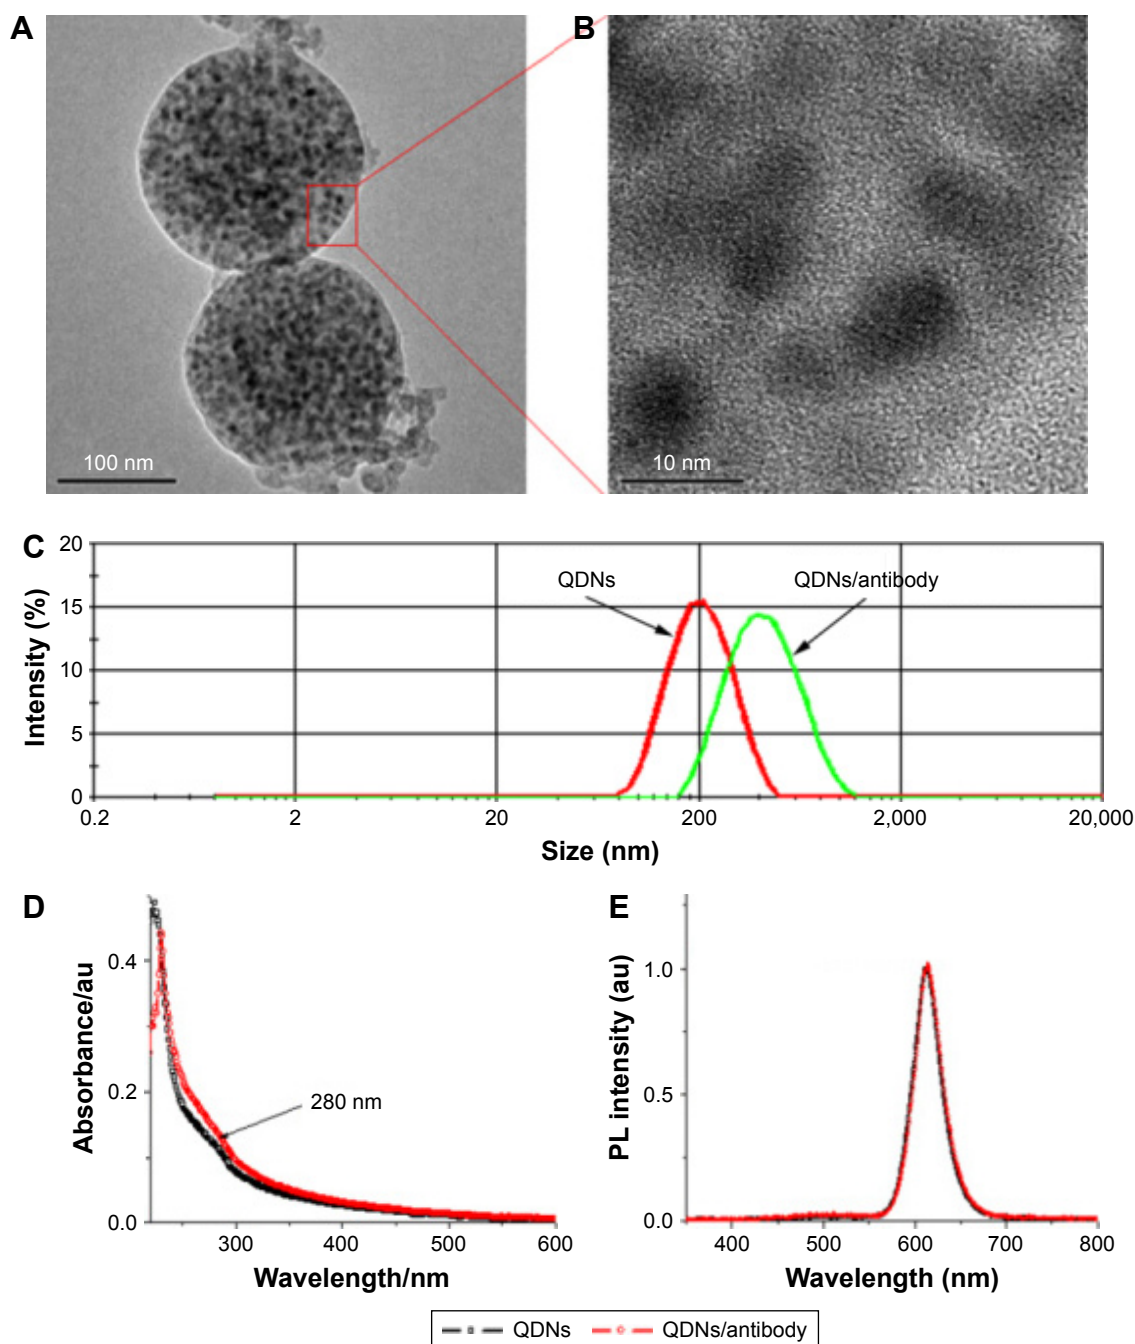 A
B
100 nm
10 nm
C
20
15
10
5
0
Intensity (%)
QDNs
QDNs/antibody
0.2
2
20
200
2,000
20,000
Size (nm)
D
0.4
0.2
0.0
Absorbance/au
280 nm
300
400
500
600
Wavelength/nm
E
1.0
0.5
0.0
PL intensity (au)
400
500
600
700
800
Wavelength (nm)
QDNs
QDNs/antibody